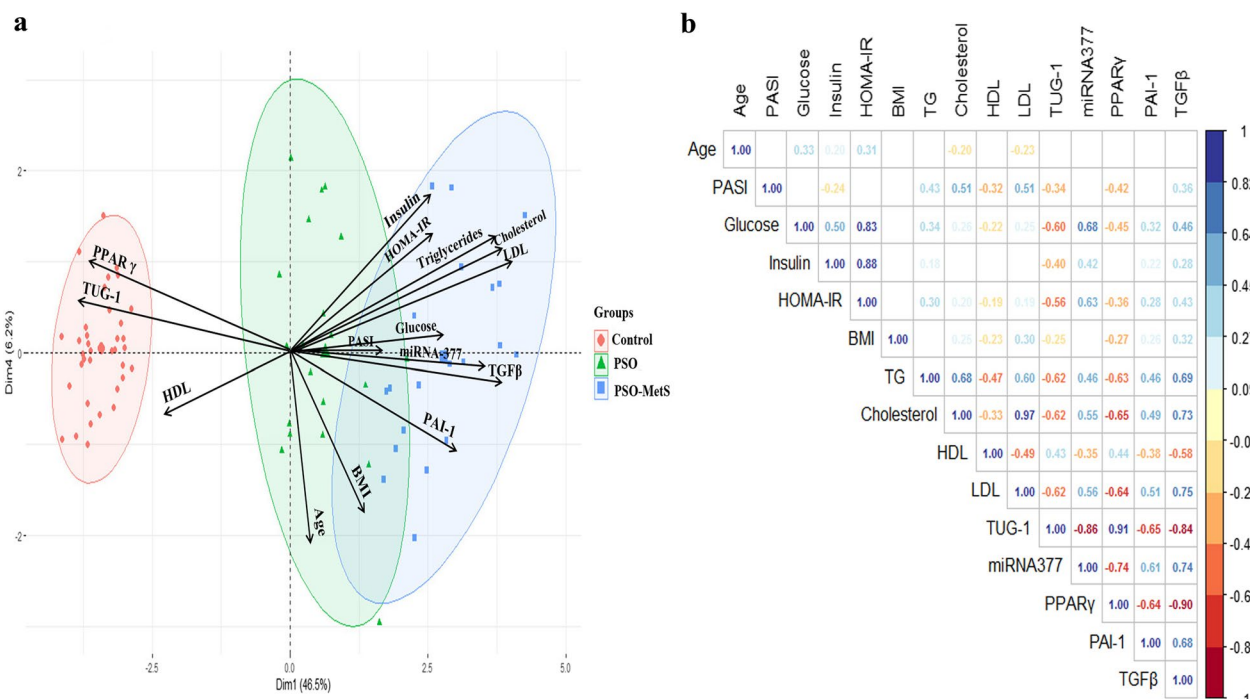 a
PPAR γ
TUG-1
HDL
Insulin
HOMA-IR
Triglycerides
Cholesterol
LDL
Glucose
PASI
miRNA-377
TGFβ
PAI-1
BMI
Age
2
0
-2
Dim4 (6.2%)
-2.5 0.0 2.5 5.0
Dim1 (46.5%)
Groups
Control
PSO
PSO-MetS
b
Age PASI Glucose Insulin HOMA-IR BMI TG Cholesterol HDL LDL TUG-1 miRNA377 PPARγ PAI-1 TGFβ
Age 1.00 0.33 0.20 0.31 -0.20 -0.23
PASI 1.00 -0.24 0.43 0.51 -0.32 0.51 -0.34 -0.42 0.36
Glucose 1.00 0.50 0.83 0.34 -0.22 0.25 -0.60 0.68 -0.45 0.32 0.46
Insulin 1.00 0.88 0.18 -0.40 0.42 0.28
HOMA-IR 1.00 0.30 0.20 -0.19 0.19 -0.56 0.63 -0.36 0.28 0.43
BMI 1.00 0.25 -0.23 0.30 -0.25 -0.27 0.26 0.32
TG 1.00 0.68 -0.47 0.60 -0.62 0.46 -0.63 0.46 0.69
Cholesterol 1.00 -0.33 0.97 -0.62 0.55 -0.65 0.49 0.73
HDL 1.00 -0.49 0.43 -0.35 0.44 -0.38 -0.58
LDL 1.00 -0.62 0.56 -0.64 0.51 0.75
TUG-1 1.00 -0.86 0.91 -0.65 -0.84
miRNA377 1.00 -0.74 0.61 0.74
PPARγ 1.00 -0.64 -0.90
PAI-1 1.00 0.68
TGFβ 1.00
1
0.2
0.05
-0.2
-0.4
-0.6
-0.8